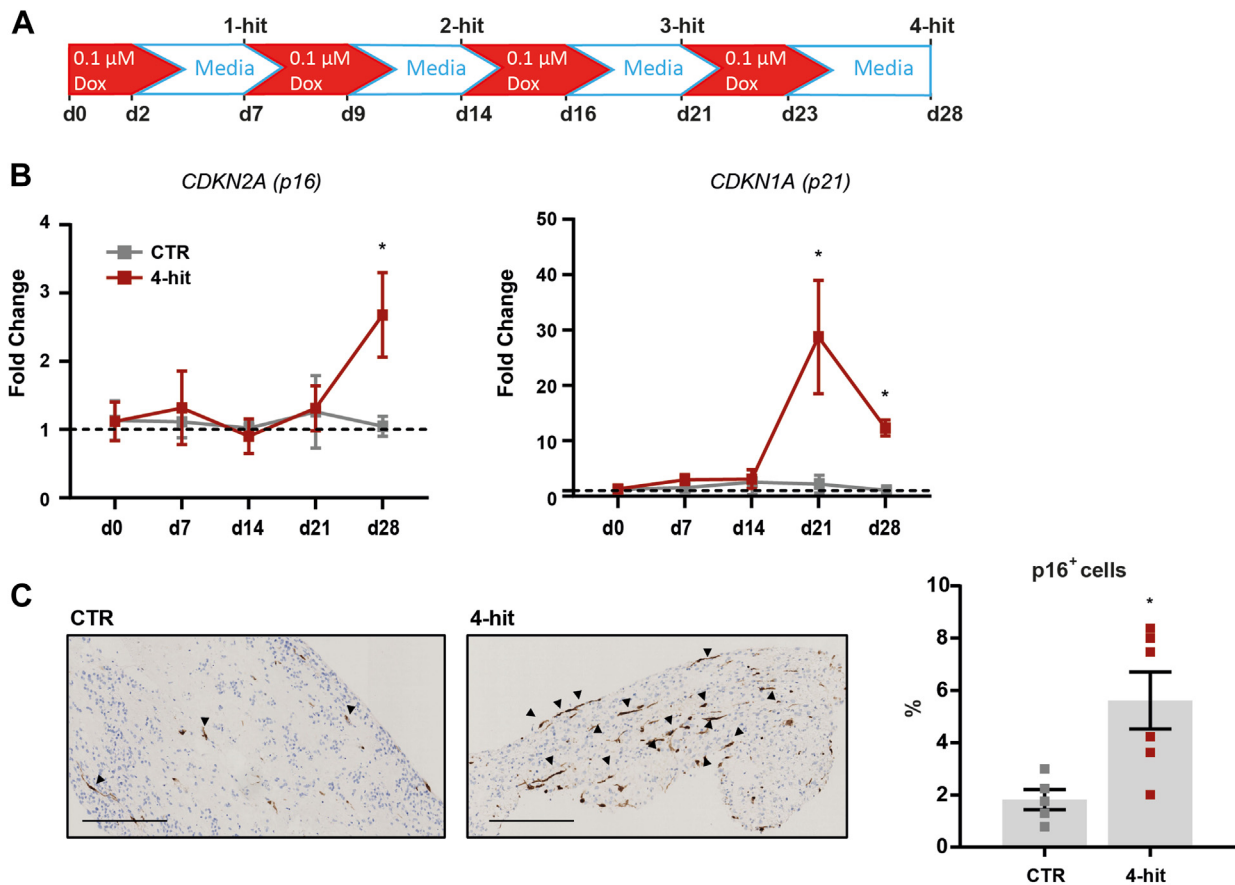 A
1-hit 2-hit 3-hit 4-hit
0.1 µM Dox Media 0.1 µM Dox Media 0.1 µM Dox Media 0.1 µM Dox Media
d0 d2 d7 d9 d14 d16 d21 d23 d28
B
CDKN2A (p16)
Fold Change
4
3
2
1
0
CTR
4-hit
*
d0 d7 d14 d21 d28
CDKN1A (p21)
Fold Change
50
40
30
20
10
0
*
*
d0 d7 d14 d21 d28
C
CTR
4-hit
p16+ cells
%
10
8
6
4
2
0
*
CTR 4-hit